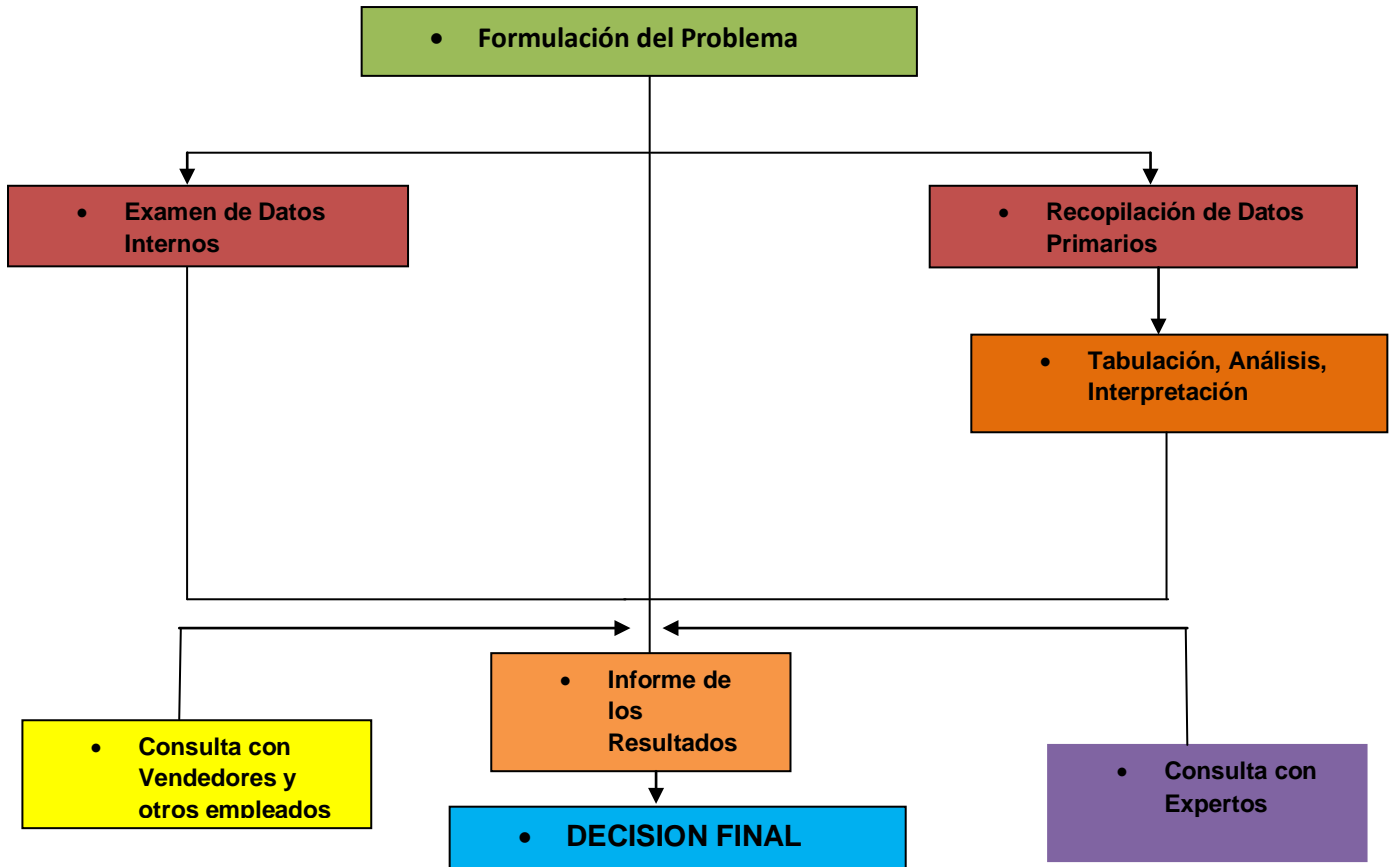 • Formulación del Problema
• Examen de Datos
Internos
• Recopilación de Datos
Primarios
• Tabulación, Análisis,
Interpretación
• Informe de
los
Resultados
• Consulta con
Vendedores y
otros empleados
• Consulta con
Expertos
• DECISION FINAL